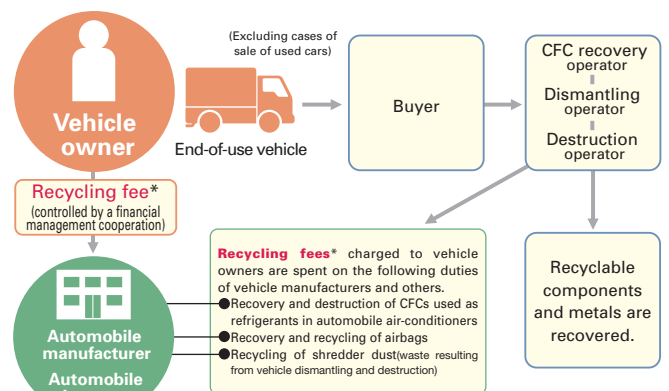 (Excluding cases of
sale of used cars)
Vehicle
owner
End-of-use vehicle
Buyer
CFC recovery
operator
Dismantling
operator
Destruction
operator
Recycling fee*
(controlled by a financial
management cooperation)
Recycling fees* charged to vehicle
owners are spent on the following duties
of vehicle manufacturers and others.
●Recovery and destruction of CFCs used as
refrigerants in automobile air-conditioners
●Recovery and recycling of airbags
●Recycling of shredder dust(waste resulting
from vehicle dismantling and destruction)
Recyclable
components
and metals are
recovered.
Automobile
manufacturer
Automobile